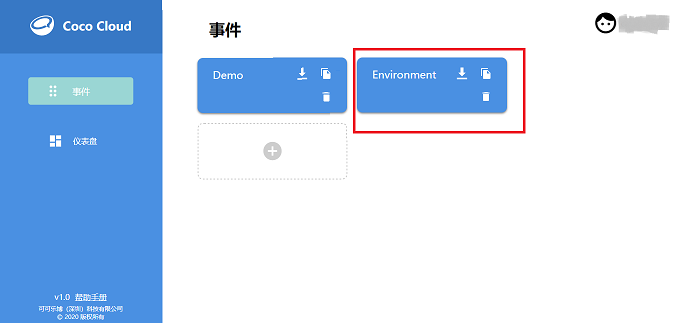 Coco Cloud
事件
仪表盘
v1.0 帮助手册
可可乐博（深圳）科技有限公司
© 2020 版权所有
事件
Demo
Environment